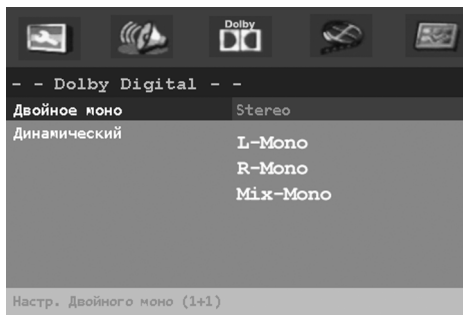 Dolby
- - Dolby Digital - -
Двойное моно Stereo
Динамический
L-Mono
R-Mono
Mix-Mono
Настр. Двойного моно (1+1)